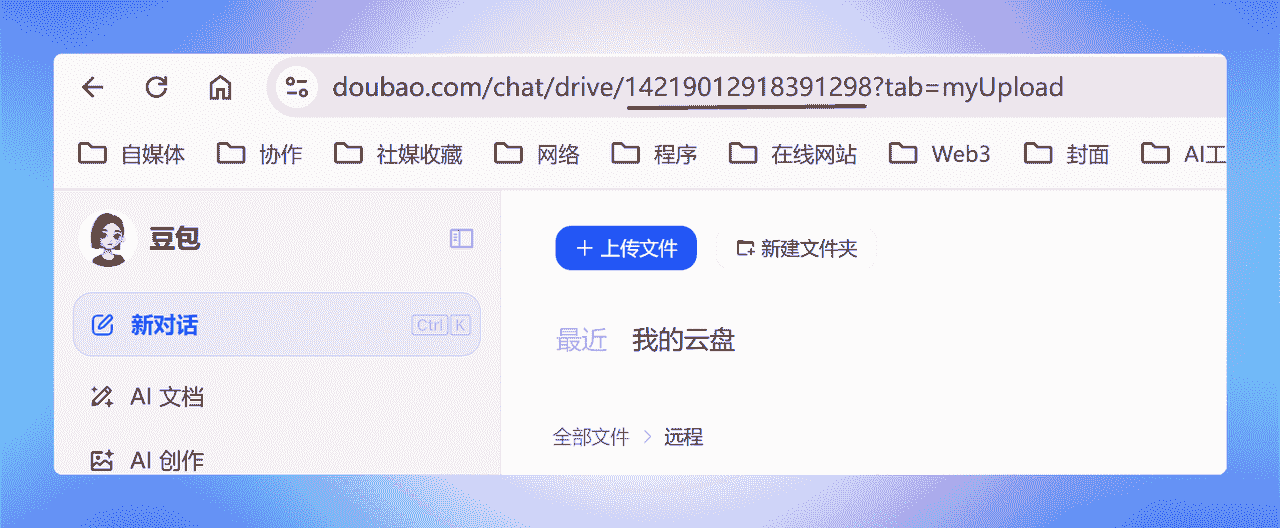 doubao.com/chat/drive/14219012918391298?tab=myUpload
自媒体 协作 社媒收藏 网络 程序 在线网站 Web3 封面 AI工
豆包
+ 上传文件 新建文件夹
新对话 Ctrl K
最近 我的云盘
AI 文档
全部文件 > 远程
AI 创作